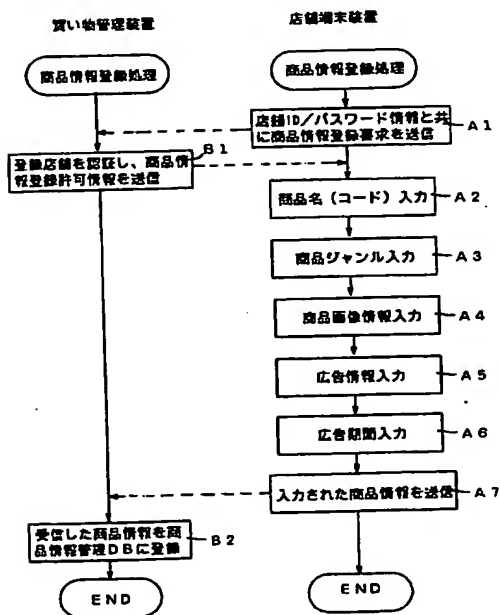 買い物管理装置
店舗端末装置
商品情報登録処理
商品情報登録処理
店舗ID/パスワード情報と共
に商品情報登録要求を送信
A1
B1
登録店舗を認証し、商品情
報登録許可情報を送信
商品名（コード）入力
A2
商品ジャンル入力
A3
商品画像情報入力
A4
広告情報入力
A5
広告期間入力
A6
入力された商品情報を送信
A7
受信した商品情報を商
品情報管理DBに登録
B2
END
END